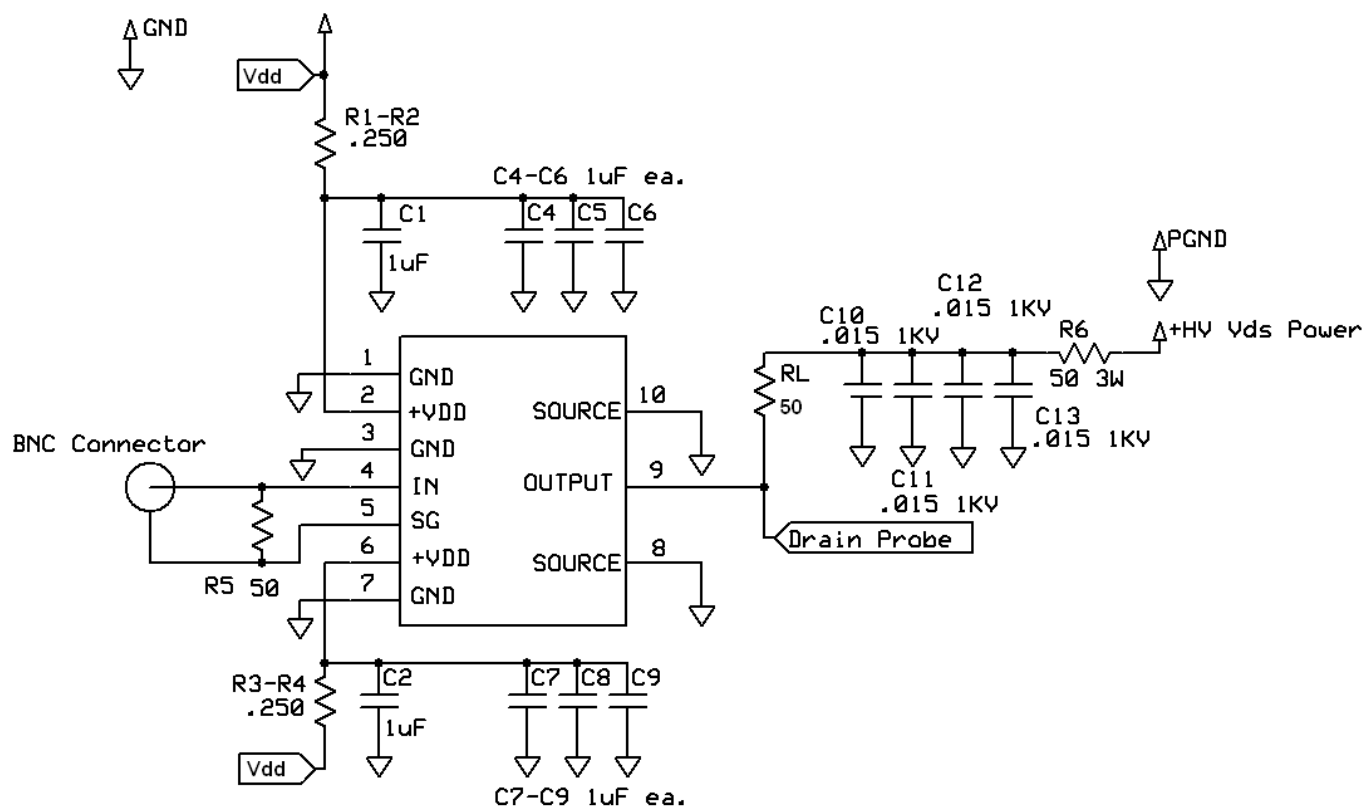 GND
Vdd
R1-R2
.250
C4-C6 1uF ea.
C1
C4
C5
C6
1uF
PGND
C12
.015 1KV
C10
.015 1KV
R6
+HV Vds Power
50 3W
RL
50
C13
.015 1KV
C11
.015 1KV
1
GND
2
+VDD
SOURCE
10
3
GND
BNC Connector
4
IN
OUTPUT
9
5
SG
Drain Probe
6
+VDD
SOURCE
8
R5 50
7
GND
R3-R4
.250
C2
C7
C8
C9
1uF
Vdd
C7-C9 1uF ea.